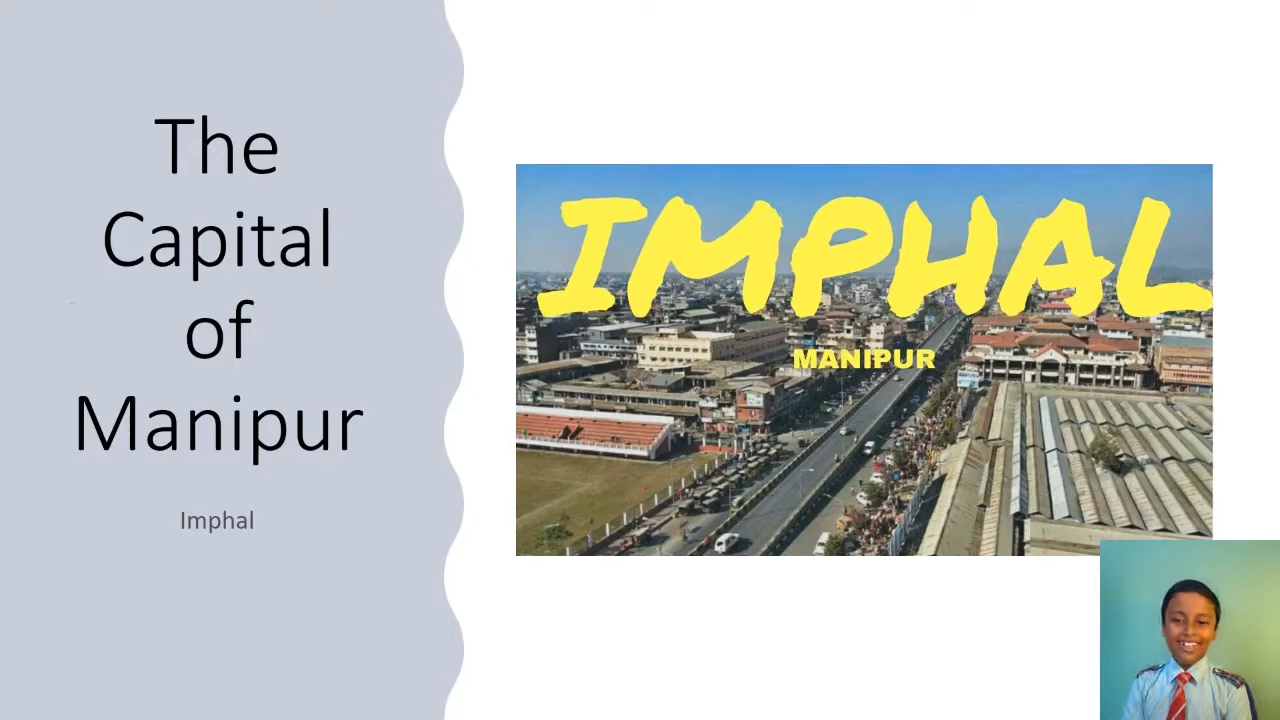 The
Capital
of
Manipur
Imphal
IMPHAL
MANIPUR